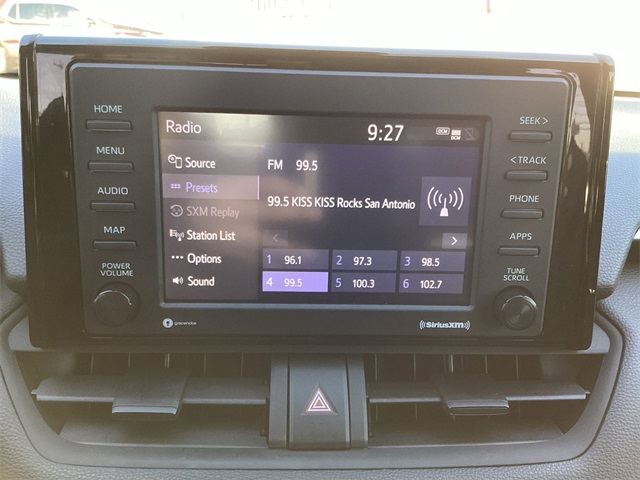 HOME
MENU
AUDIO
MAP
POWER
VOLUME
Radio
9:27
DCM
DCM
Source
Presets
SXM Replay
Station List
Options
Sound
FM 99.5
99.5 KISS KISS Rocks San Antonio
1 96.1
2 97.3
3 98.5
4 99.5
5 100.3
6 102.7
SEEK >
< TRACK
PHONE
APPS
TUNE
SCROLL
SiriusXM